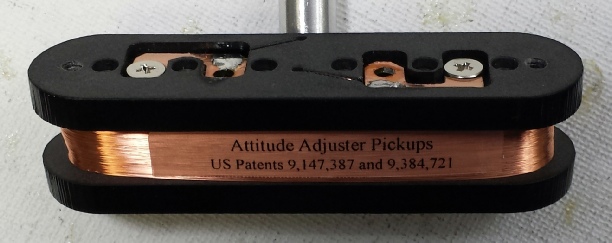 Attitude Adjuster Pickups
US Patents 9,147,387 and 9,384,721